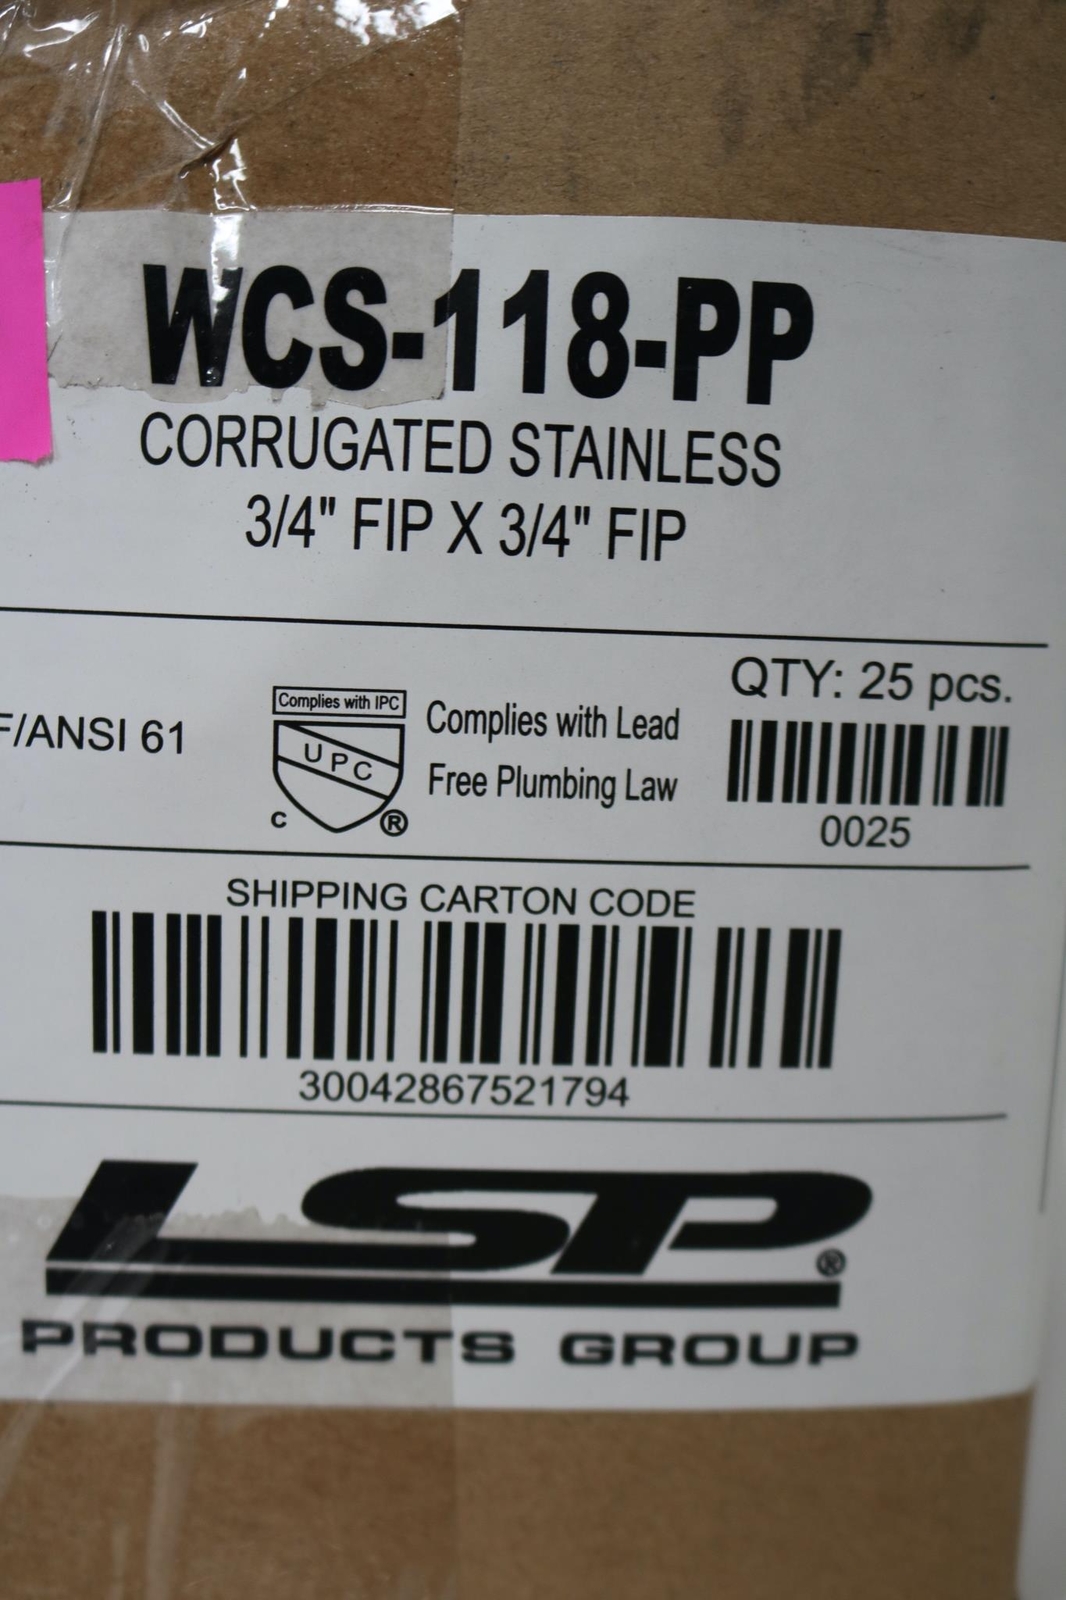 WCS-118-PP
CORRUGATED STAINLESS
3/4" FIP X 3/4" FIP
F/ANSI 61
Complies with IPC
UPC
C
®
Complies with Lead
Free Plumbing Law
QTY: 25 pcs.
0025
SHIPPING CARTON CODE
30042867521794
LSP®
PRODUCTS GROUP